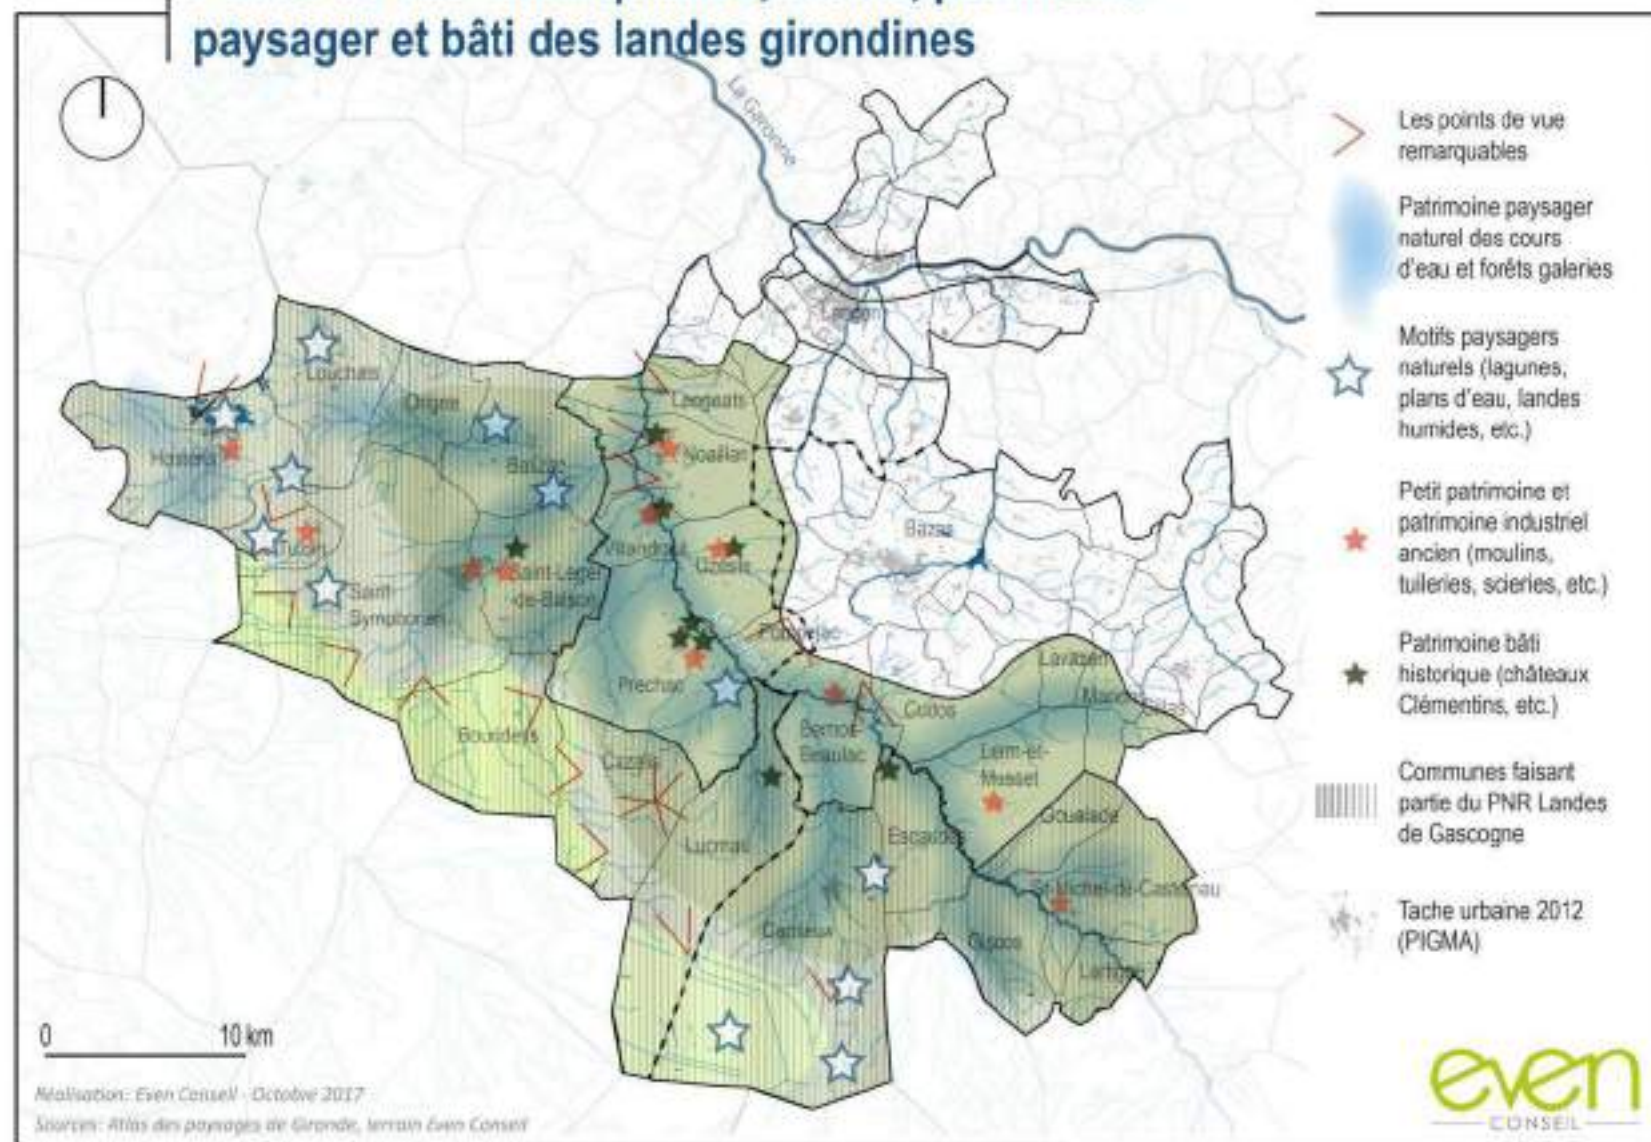 paysager et bâti des landes girondines
La Garonne
Les points de vue
remarquables
Patrimoine paysager
naturel des cours
d'eau et forêts galeries
Motifs paysagers
naturels (lagunes,
plans d'eau, landes
humides, etc.)
Petit patrimoine et
patrimoine industriel
ancien (moulins,
tuileries, scieries, etc.)
Patrimoine bâti
historique (châteaux
Clémentins, etc.)
Communes faisant
partie du PNR Landes
de Gascogne
Tache urbaine 2012
(PIGMA)
Langon
Louchats
Origne
Léogeats
Hostens
Balizac
Noaillan
Bazas
Le Tuzan
Villandraut
Uzeste
Saint-Léger
-de-Balson
Saint-
Symphorien
Pompéjac
Préchac
Lavazan
Cudos
Bourideys
Bernos-
Beaulac
Lerm-et-
Musset
Cazalis
Goualade
Lucmau
Escaudes
St-Michel-de-Castelnau
Captieux
Giscos
Lartigue
0 10 km
Réalisation: Even Conseil - Octobre 2017
Sources: Atlas des paysages de Gironde, terrain Even Conseil
even
CONSEIL